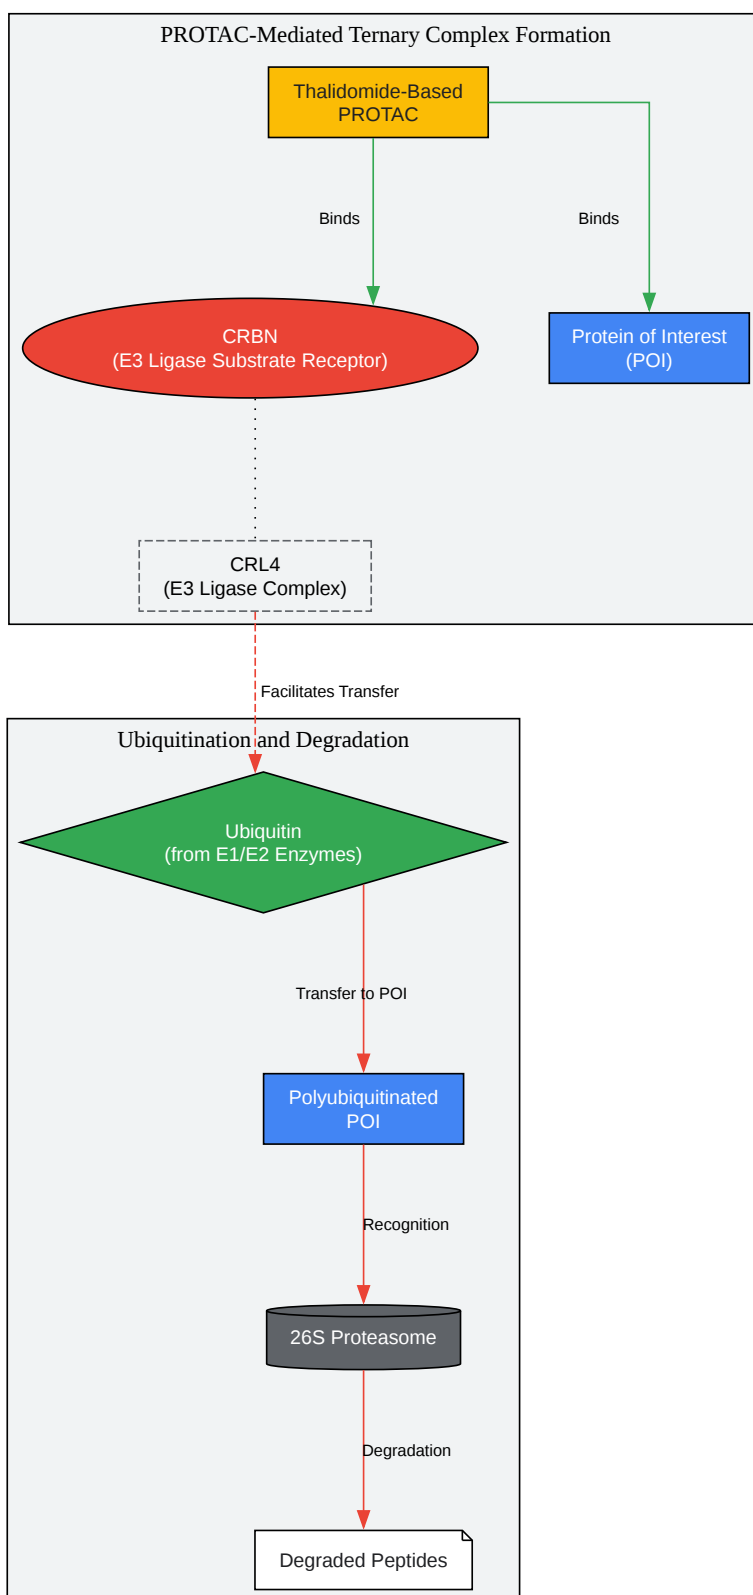 PROTAC-Mediated Ternary Complex Formation
Thalidomide-Based
PROTAC
Binds
Binds
CRBN
(E3 Ligase Substrate Receptor)
Protein of Interest
(POI)
CRL4
(E3 Ligase Complex)
Facilitates Transfer
Ubiquitination and Degradation
Ubiquitin
(from E1/E2 Enzymes)
Transfer to POI
Polyubiquitinated
POI
Recognition
26S Proteasome
Degradation
Degraded Peptides